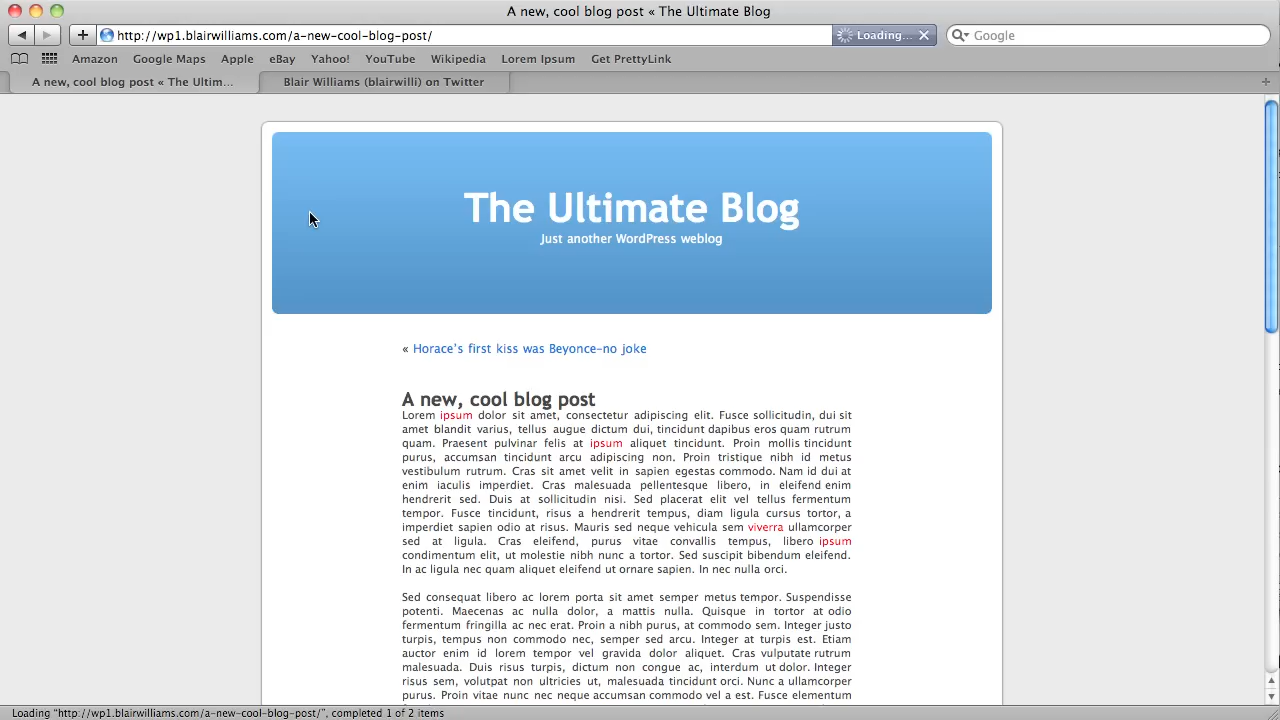 A new, cool blog post « The Ultimate Blog
http://wp1.blairwilliams.com/a-new-cool-blog-post/
Loading...
Google
Amazon Google Maps Apple eBay Yahoo! YouTube Wikipedia Lorem Ipsum Get PrettyLink
A new, cool blog post « The Ultim...
Blair Williams (blairwilli) on Twitter
The Ultimate Blog
Just another WordPress weblog
« Horace's first kiss was Beyonce-no joke
A new, cool blog post
Lorem ipsum dolor sit amet, consectetur adipiscing elit. Fusce sollicitudin, dui sit
amet blandit varius, tellus augue dictum dui, tincidunt dapibus eros quam rutrum
quam. Praesent pulvinar felis at ipsum aliquet tincidunt. Proin mollis tincidunt
purus, accumsan tincidunt arcu adipiscing non. Proin tristique nibh id metus
vestibulum rutrum. Cras sit amet velit in sapien egestas commodo. Nam id dui at
enim iaculis imperdiet. Cras malesuada pellentesque libero, in eleifend enim
hendrerit sed. Duis at sollicitudin nisi. Sed placerat elit vel tellus fermentum
tempor. Fusce tincidunt, risus a hendrerit tempus, diam ligula cursus tortor, a
imperdiet sapien odio at risus. Mauris sed neque vehicula sem viverra ullamcorper
sed at ligula. Cras eleifend, purus vitae convallis tempus, libero ipsum
condimentum elit, ut molestie nibh nunc a tortor. Sed suscipit bibendum eleifend.
In ac ligula nec quam aliquet eleifend ut ornare sapien. In nec nulla orci.
Sed consequat libero ac lorem porta sit amet semper metus tempor. Suspendisse
potenti. Maecenas ac nulla dolor, a mattis nulla. Quisque in tortor at odio
fermentum fringilla ac nec erat. Proin a nibh purus, at commodo sem. Integer justo
turpis, tempus non commodo nec, semper sed arcu. Integer at turpis est. Etiam
auctor enim id lorem tempor vel gravida dolor aliquet. Cras vulputate rutrum
malesuada. Duis risus turpis, dictum non congue ac, interdum ut dolor. Integer
risus sem, volutpat non ultricies ut, malesuada tincidunt orci. Nunc a ullamcorper
purus. Proin vitae nunc nec neque accumsan commodo vel a est. Fusce elementum
Loading "http://wp1.blairwilliams.com/a-new-cool-blog-post/", completed 1 of 2 items